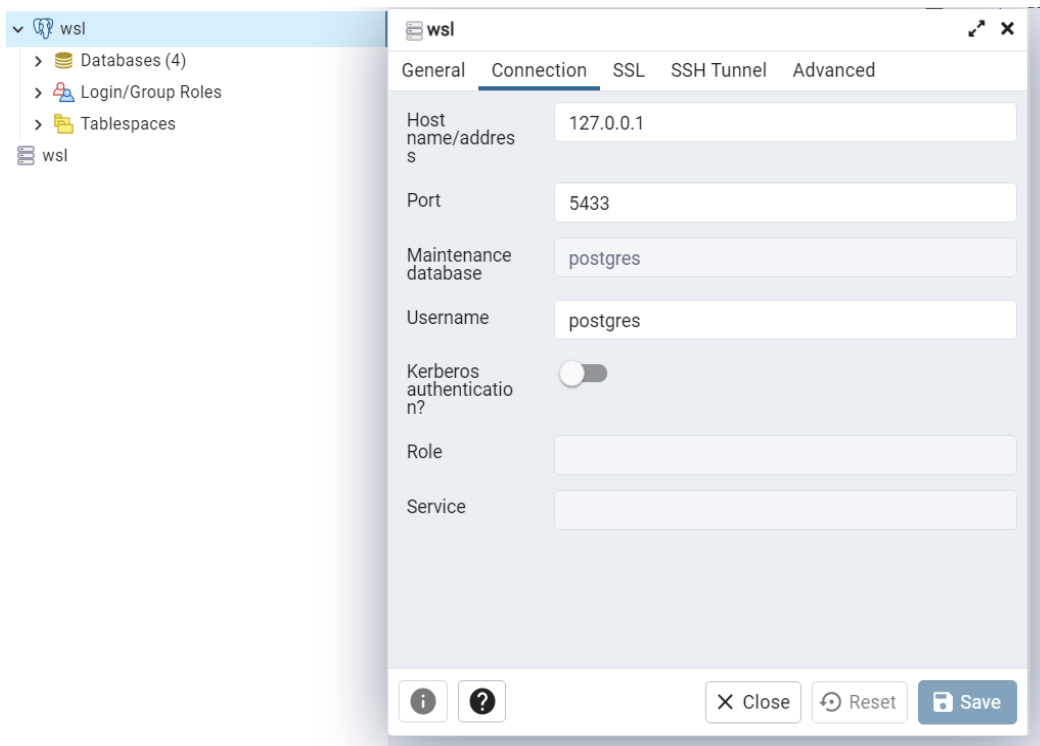 wsl
Databases (4)
Login/Group Roles
Tablespaces
wsl
wsl
General Connection SSL SSH Tunnel Advanced
Host
name/addres
s
127.0.0.1
Port
5433
Maintenance
database
postgres
Username
postgres
Kerberos
authenticatio
n?
Role
Service
Close Reset Save